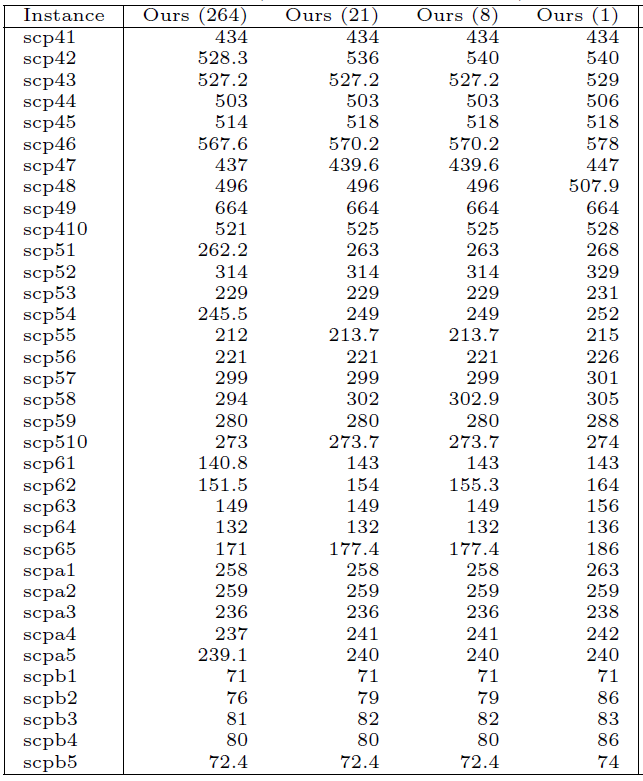 Instance Ours (264) Ours (21) Ours (8) Ours (1)
scp41 434 434 434 434
scp42 528.3 536 540 540
scp43 527.2 527.2 527.2 529
scp44 503 503 503 506
scp45 514 518 518 518
scp46 567.6 570.2 570.2 578
scp47 437 439.6 439.6 447
scp48 496 496 496 507.9
scp49 664 664 664 664
scp410 521 525 525 528
scp51 262.2 263 263 268
scp52 314 314 314 329
scp53 229 229 229 231
scp54 245.5 249 249 252
scp55 212 213.7 213.7 215
scp56 221 221 221 226
scp57 299 299 299 301
scp58 294 302 302.9 305
scp59 280 280 280 288
scp510 273 273.7 273.7 274
scp61 140.8 143 143 143
scp62 151.5 154 155.3 164
scp63 149 149 149 156
scp64 132 132 132 136
scp65 171 177.4 177.4 186
scpa1 258 258 258 263
scpa2 259 259 259 259
scpa3 236 236 236 238
scpa4 237 241 241 242
scpa5 239.1 240 240 240
scpb1 71 71 71 71
scpb2 76 79 79 86
scpb3 81 82 82 83
scpb4 80 80 80 86
scpb5 72.4 72.4 72.4 74